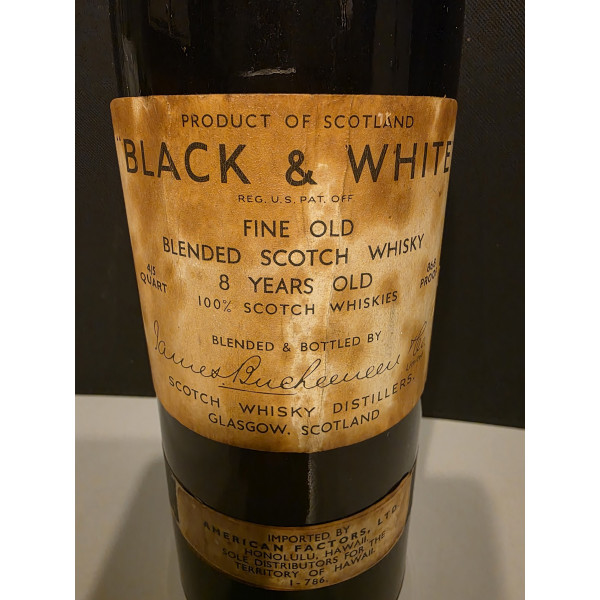 PRODUCT OF SCOTLAND
"BLACK & WHITE"
REG. U.S. PAT. OFF.
FINE OLD
BLENDED SCOTCH WHISKY
8 YEARS OLD
100% SCOTCH WHISKIES
4/5
QUART
PROOF
BLENDED & BOTTLED BY
James Buchanan
SCOTCH WHISKY DISTILLERS,
GLASGOW, SCOTLAND
IMPORTED BY
AMERICAN FACTORS, LTD.
HONOLULU, HAWAII,
SOLE DISTRIBUTORS FOR THE
TERRITORY OF HAWAII.
1-786.